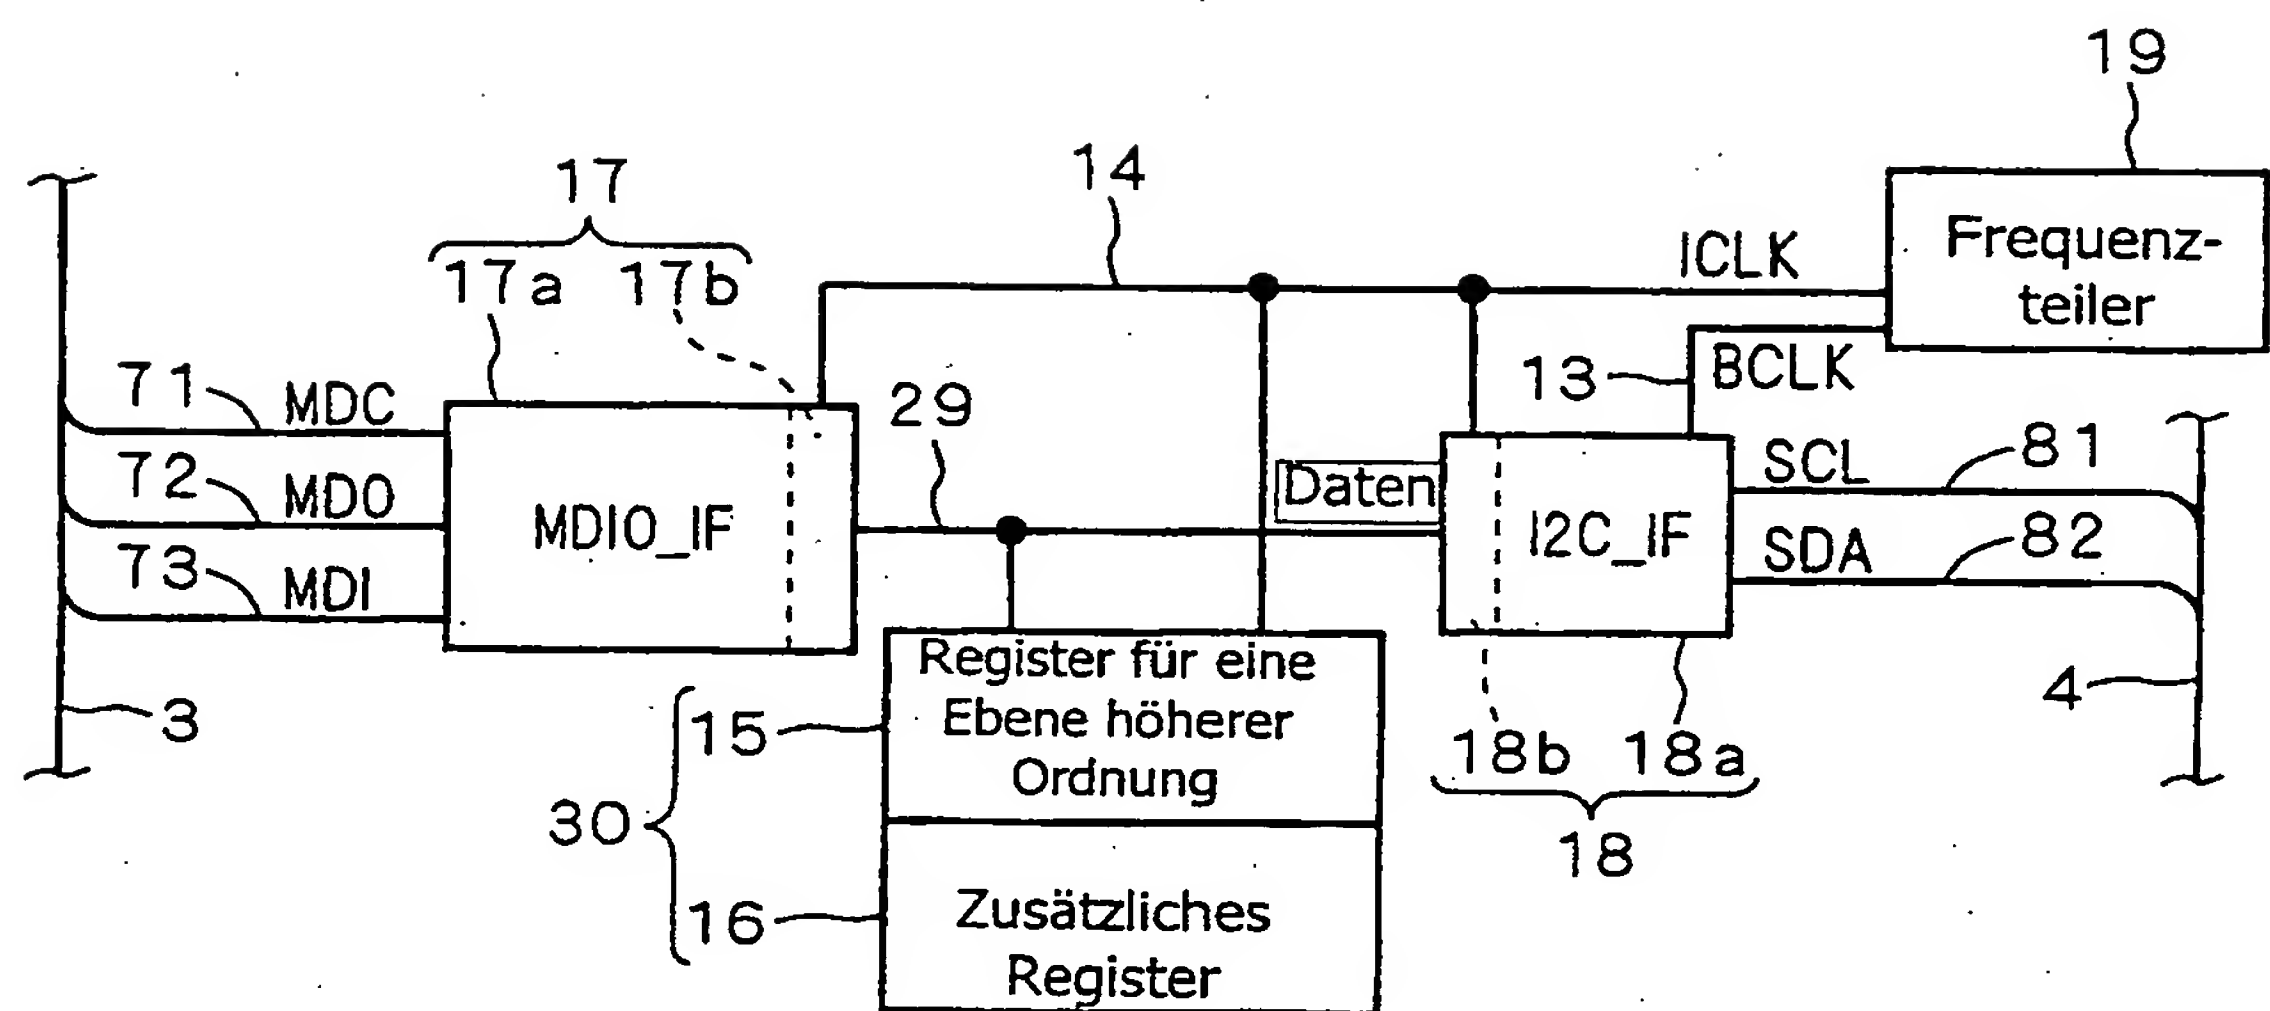 19
17
14
17a 17b
ICLK
Frequenz-
teiler
71 MDC
13
BCLK
29
72 MDO
Daten
SCL 81
MDIO_IF
I2C_IF
73 MDI
SDA 82
3
Register für eine
Ebene höherer
Ordnung
15
4
18b 18a
30
18
16
Zusätzliches
Register